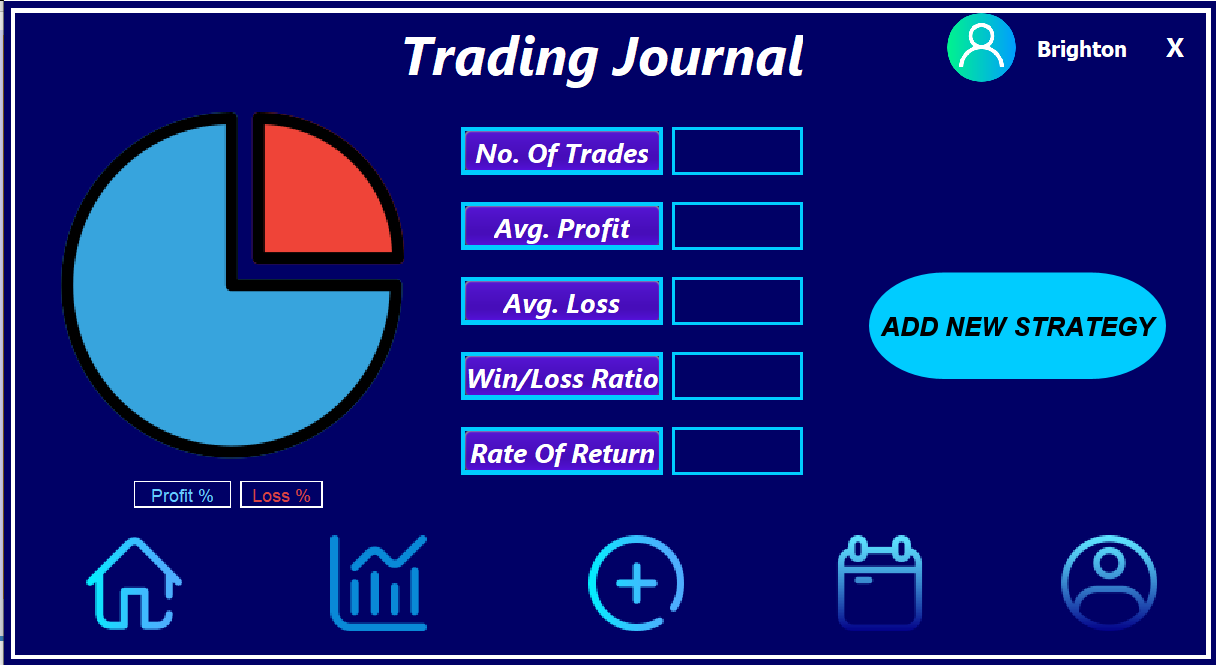 Trading Journal
Brighton
X
No. Of Trades
Avg. Profit
Avg. Loss
Win/Loss Ratio
Rate Of Return
ADD NEW STRATEGY
Profit %
Loss %